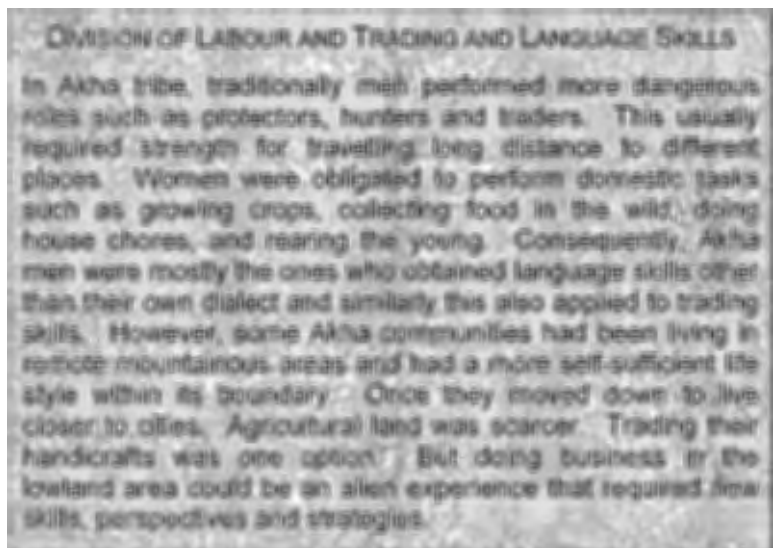 DIVISION OF LABOUR AND TRADING AND LANGUAGE SKILLS
In Akha tribe, traditionally men performed more dangerous
roles such as protectors, hunters and traders. This usually
required strength for travelling long distance to different
places. Women were obligated to perform domestic tasks
such as growing crops, collecting food in the wild, doing
house chores, and rearing the young. Consequently, Akha
men were mostly the ones who obtained language skills other
than their own dialect and similarly this also applied to trading
skills. However, some Akha communities had been living in
remote mountainous areas and had a more self-sufficient life
style within its boundary. Once they moved down to live
closer to cities. Agricultural land was scarcer. Trading their
handicrafts was one option. But doing business in the
lowland area could be an alien experience that required new
skills, perspectives and strategies.